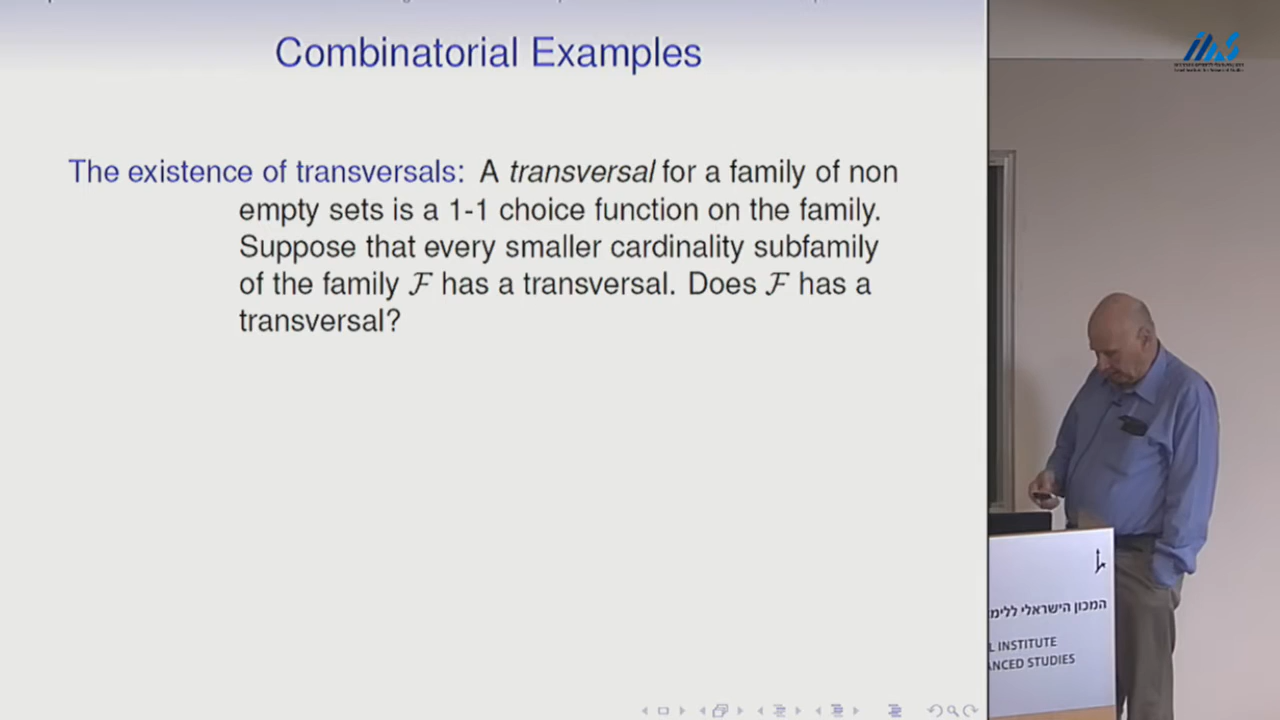 Combinatorial Examples
The existence of transversals: A transversal for a family of non
empty sets is a 1-1 choice function on the family.
Suppose that every smaller cardinality subfamily
of the family ℱ has a transversal. Does ℱ has a
transversal?
המכון הישראלי ללימ
L INSTITUTE
ANCED STUDIES